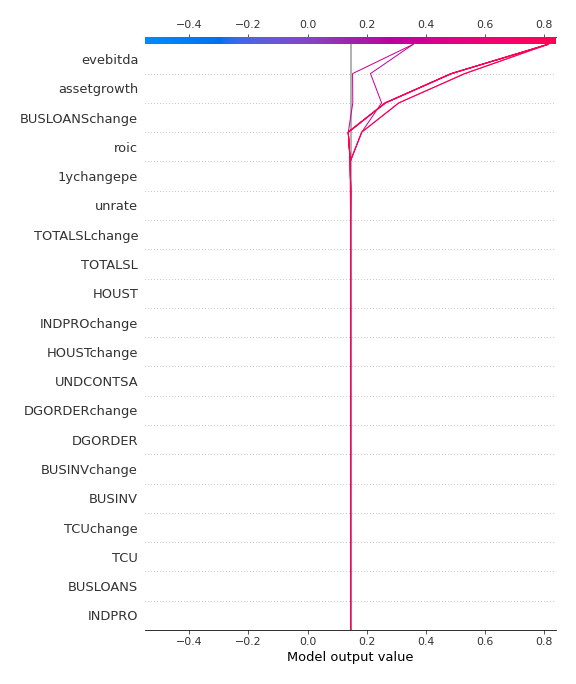 −0.4 −0.2 0.0 0.2 0.4 0.6 0.8
evebitda
assetgrowth
BUSLOANSchange
roic
1ychangepe
unrate
TOTALSLchange
TOTALSL
HOUST
INDPROchange
HOUSTchange
UNDCONTSA
DGORDERchange
DGORDER
BUSINVchange
BUSINV
TCUchange
TCU
BUSLOANS
INDPRO
−0.4 −0.2 0.0 0.2 0.4 0.6 0.8
Model output value